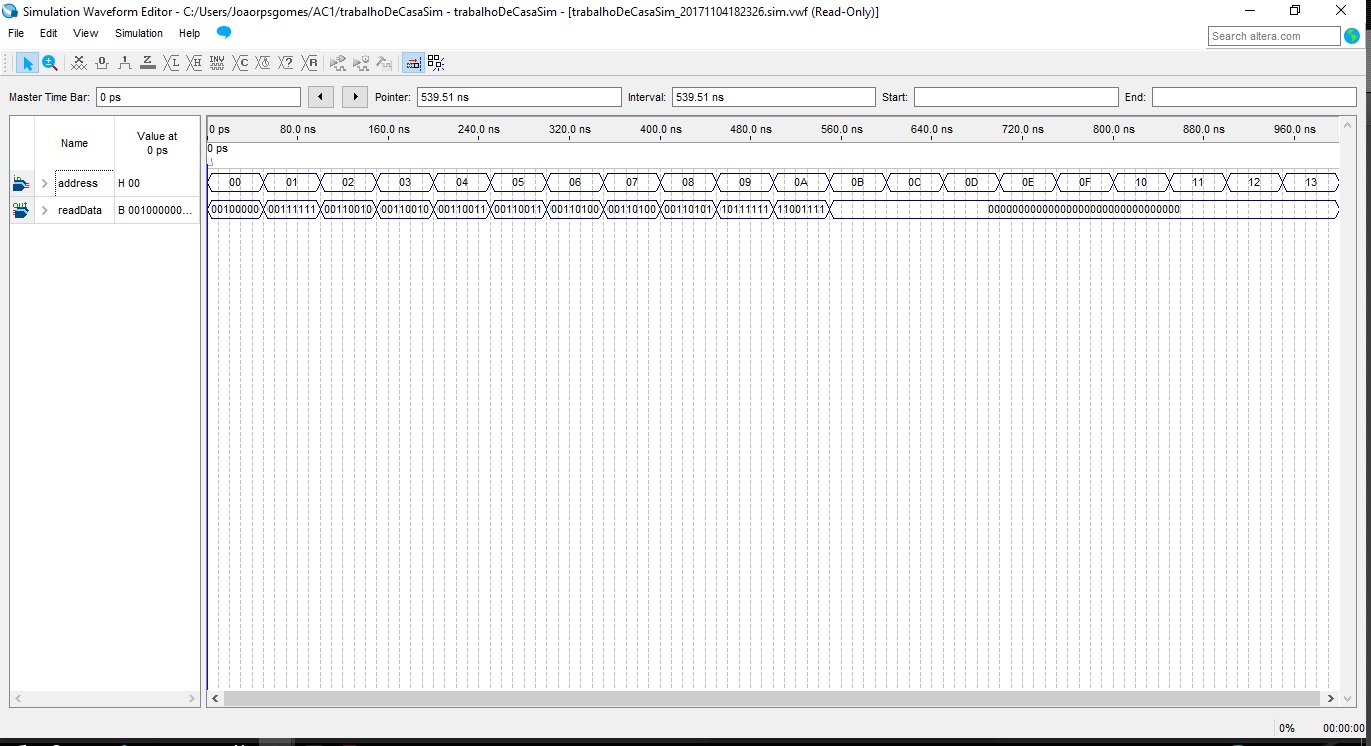 Simulation Waveform Editor - C:/Users/Joaorpsgomes/AC1/trabalhoDeCasaSim - trabalhoDeCasaSim - [trabalhoDeCasaSim_20171104182326.sim.vwf (Read-Only)]
File Edit View Simulation Help
Search altera.com
Master Time Bar: 0 ps Pointer: 539.51 ns Interval: 539.51 ns Start: End:
Name Value at 0 ps
0 ps 80.0 ns 160.0 ns 240.0 ns 320.0 ns 400.0 ns 480.0 ns 560.0 ns 640.0 ns 720.0 ns 800.0 ns 880.0 ns 960.0 ns
0 ps
address H 00 00 01 02 03 04 05 06 07 08 09 0A 0B 0C 0D 0E 0F 10 11 12 13
readData B 001000000... 00100000 00111111 00110010 00110010 00110011 00110011 00110100 00110100 00110101 10111111 11001111 00000000000000000000000000000000
0% 00:00:00